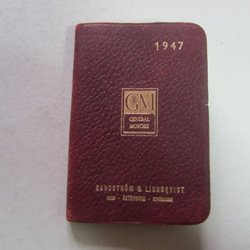 1947
GM
GENERAL
MOTORS
SANDSTRÖM & LJUNGQVIST